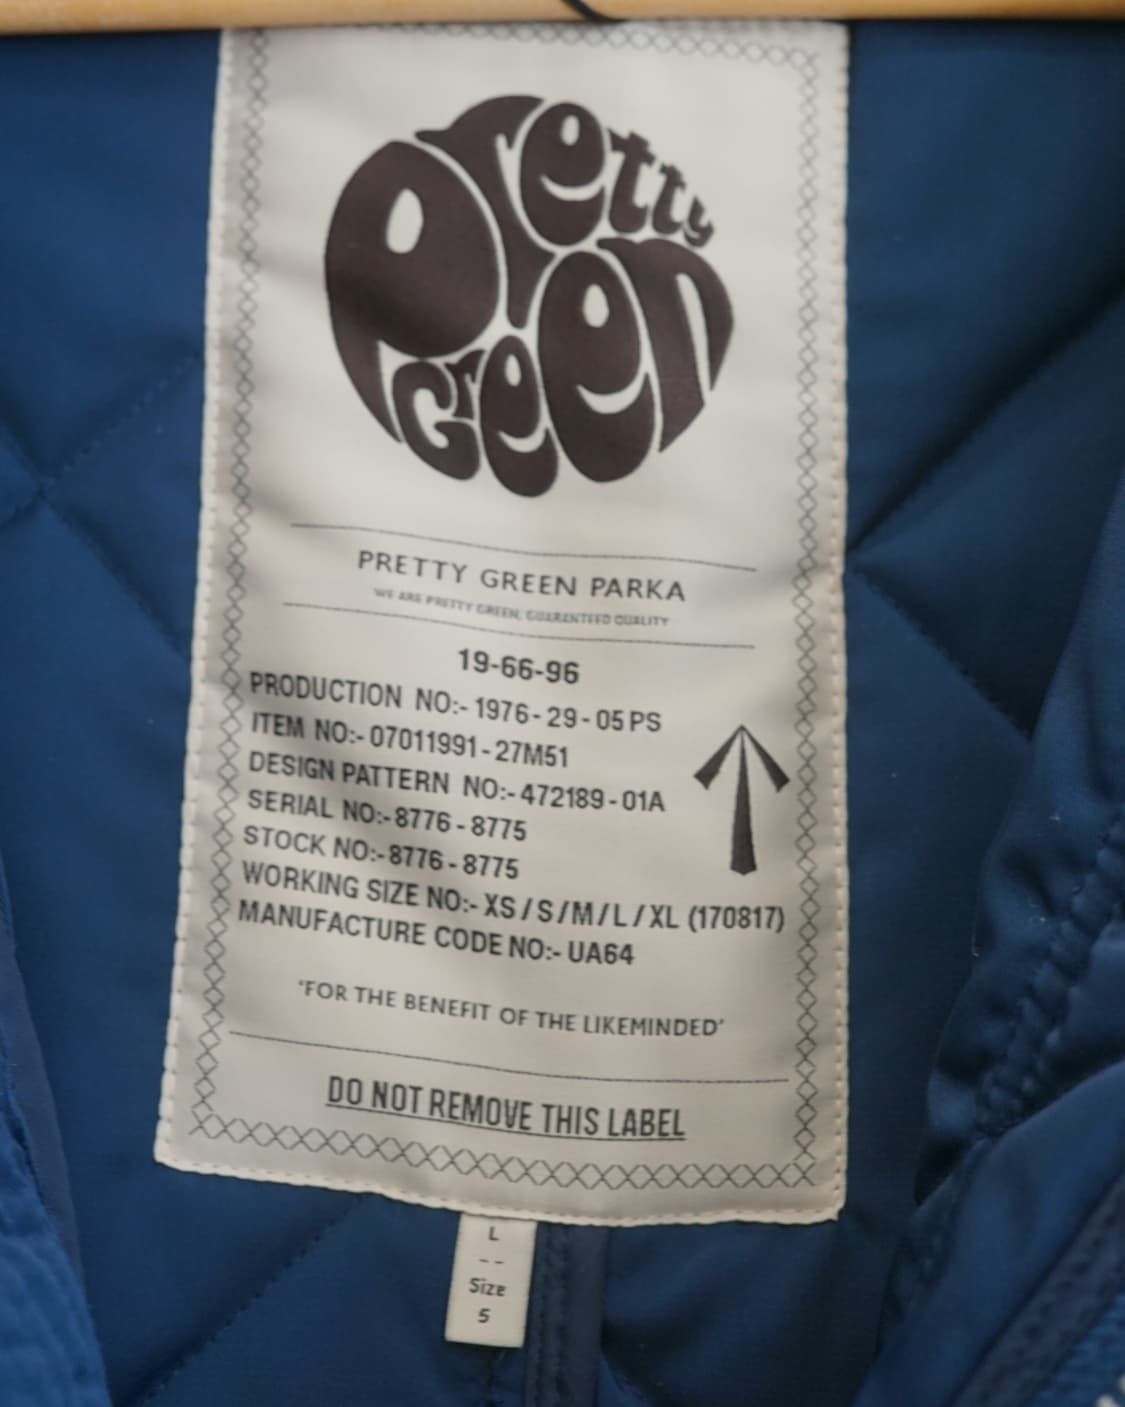 Pretty
Green
PRETTY GREEN PARKA
WE ARE PRETTY GREEN, GUARANTEED QUALITY
19-66-96
PRODUCTION NO:- 1976 - 29 - 05 PS
ITEM NO:- 07011991 - 27M51
DESIGN PATTERN NO:- 472189 - 01A
SERIAL NO:- 8776 - 8775
STOCK NO:- 8776 - 8775
WORKING SIZE NO:- XS / S / M / L / XL (170817)
MANUFACTURE CODE NO:- UA64
'FOR THE BENEFIT OF THE LIKEMINDED'
DO NOT REMOVE THIS LABEL
L
--
Size
5